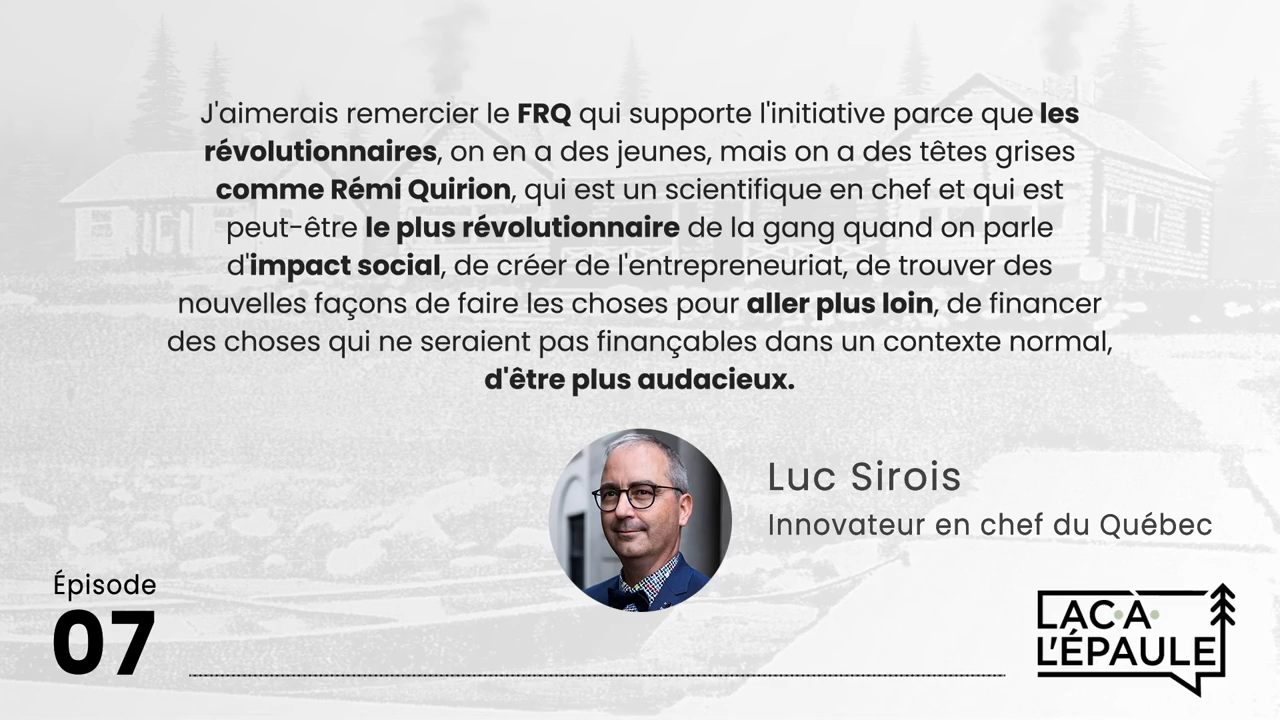 J'aimerais remercier le FRQ qui supporte l'initiative parce que les
révolutionnaires, on en a des jeunes, mais on a des têtes grises
comme Rémi Quirion, qui est un scientifique en chef et qui est
peut-être le plus révolutionnaire de la gang quand on parle
d'impact social, de créer de l'entrepreneuriat, de trouver des
nouvelles façons de faire les choses pour aller plus loin, de financer
des choses qui ne seraient pas finançables dans un contexte normal,
d'être plus audacieux.
Luc Sirois
Innovateur en chef du Québec
Épisode
07
LAC·À·
L'ÉPAULE